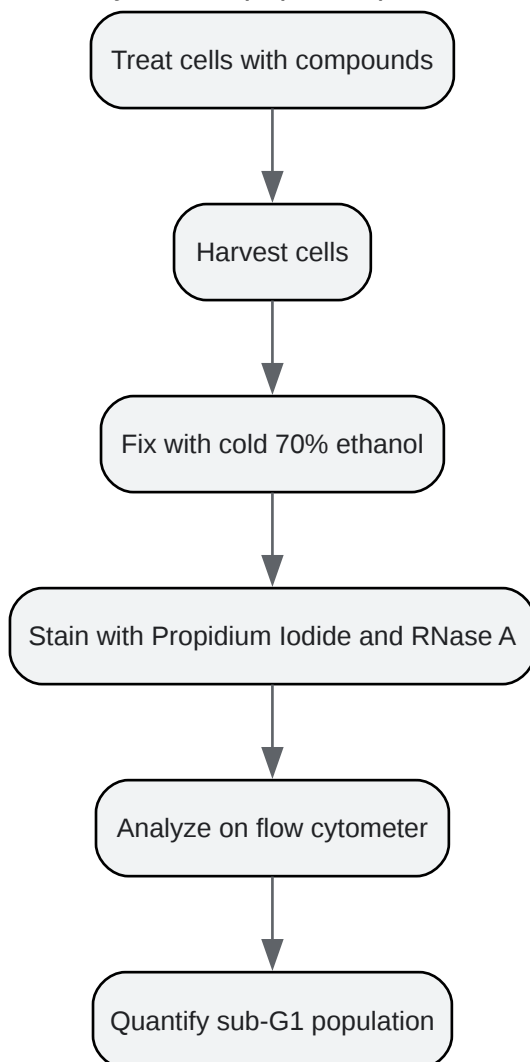 Treat cells with compounds
Harvest cells
Fix with cold 70% ethanol
Stain with Propidium Iodide and RNase A
Analyze on flow cytometer
Quantify sub-G1 population